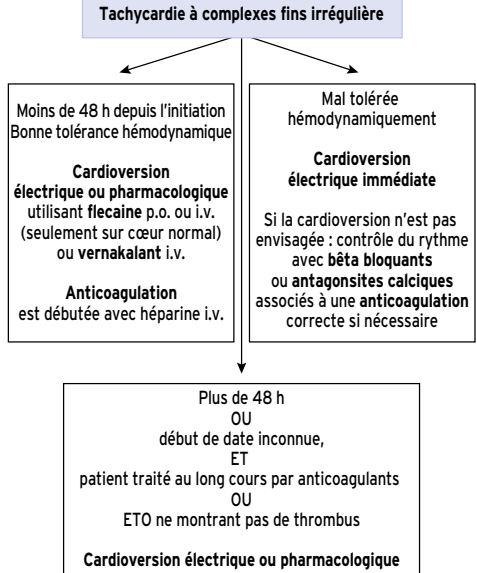 Tachycardie à complexes fins irrégulière
Moins de 48 h depuis l'initiation
Bonne tolérance hémodynamique
Cardioversion
électrique ou pharmacologique
utilisant flecaine p.o. ou i.v.
(seulement sur cœur normal)
ou vernakalant i.v.
Anticoagulation
est débutée avec héparine i.v.
Mal tolérée
hémodynamiquement
Cardioversion
électrique immédiate
Si la cardioversion n'est pas
envisagée : contrôle du rythme
avec bêta bloquants
ou antagonsites calciques
associés à une anticoagulation
correcte si nécessaire
Plus de 48 h
OU
début de date inconnue,
ET
patient traité au long cours par anticoagulants
OU
ETO ne montrant pas de thrombus
Cardioversion électrique ou pharmacologique